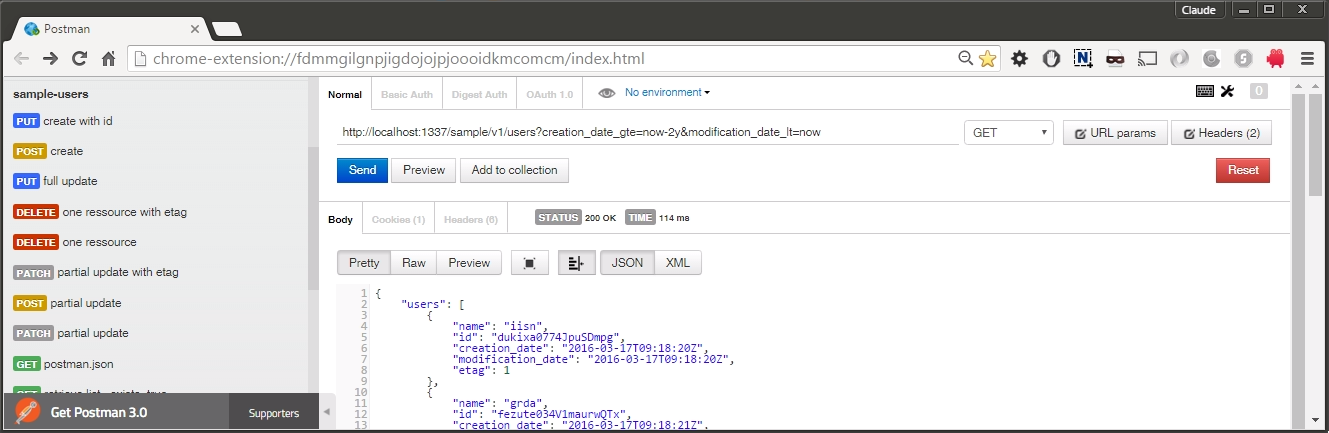 Claude
Postman
chrome-extension://fdmmgilgnpjigdojojpjoooidkmcomcm/index.html
sample-users
PUT create with id
POST create
PUT full update
DELETE one ressource with etag
DELETE one ressource
PATCH partial update with etag
POST partial update
PATCH partial update
GET postman.json
Get Postman 3.0 Supporters
Normal Basic Auth Digest Auth OAuth 1.0 No environment 0
http://localhost:1337/sample/v1/users?creation_date_gte=now-2y&modification_date_lt=now GET URL params Headers (2)
Send Preview Add to collection Reset
Body Cookies (1) Headers (6) STATUS 200 OK TIME 114 ms
Pretty Raw Preview JSON XML
1 {
2 "users": [
3 {
4 "name": "iisn",
5 "id": "dukixa0774JpuSDmpg",
6 "creation_date": "2016-03-17T09:18:20Z",
7 "modification_date": "2016-03-17T09:18:20Z",
8 "etag": 1
9 },
10 {
11 "name": "grda",
12 "id": "fezute034V1maurwQTx",
13 "creation_date": "2016-03-17T09:18:21Z",